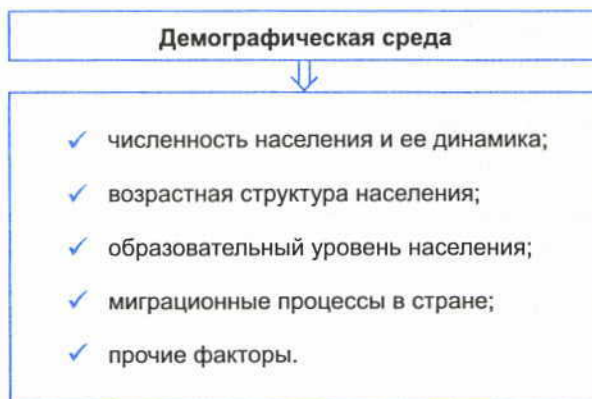 Демографическая среда
численность населения и ее динамика;
возрастная структура населения;
образовательный уровень населения;
миграционные процессы в стране;
прочие факторы.